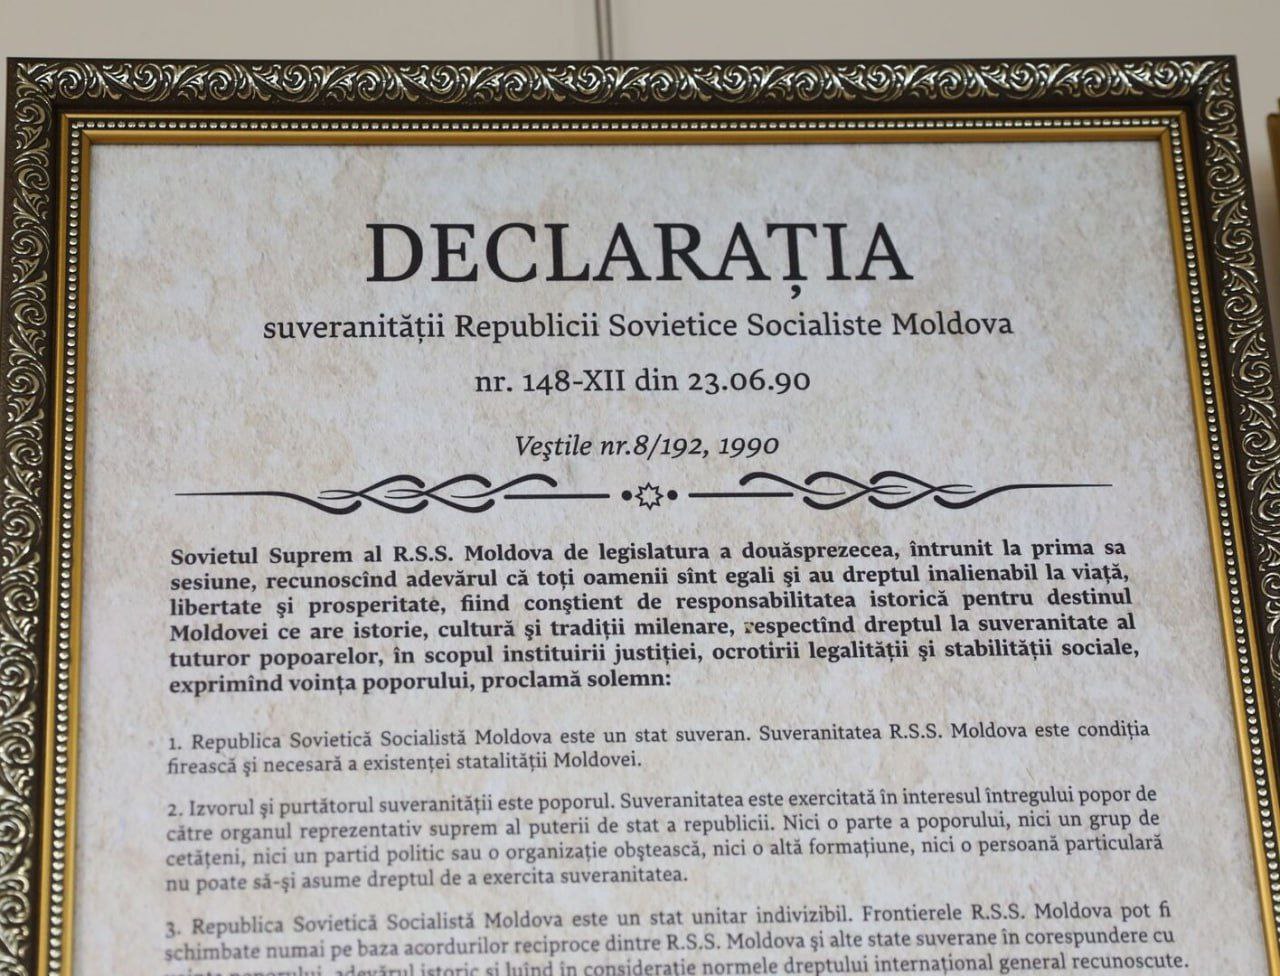 DECLARAȚIA
suveranității Republicii Sovietice Socialiste Moldova
nr. 148-XII din 23.06.90
Veştile nr.8/192, 1990
Sovietul Suprem al R.S.S. Moldova de legislatura a douăsprezecea, întrunit la prima sa
sesiune, recunoscînd adevărul că toți oamenii sînt egali şi au dreptul inalienabil la viață,
libertate şi prosperitate, fiind conştient de responsabilitatea istorică pentru destinul
Moldovei ce are istorie, cultură şi tradiții milenare, respectînd dreptul la suveranitate al
tuturor popoarelor, în scopul instituirii justiției, ocrotirii legalității şi stabilității sociale,
exprimînd voința poporului, proclamă solemn:
1. Republica Sovietică Socialistă Moldova este un stat suveran. Suveranitatea R.S.S. Moldova este condiția
firească şi necesară a existenței statalității Moldovei.
2. Izvorul şi purtătorul suveranității este poporul. Suveranitatea este exercitată în interesul întregului popor de
către organul reprezentativ suprem al puterii de stat a republicii. Nici o parte a poporului, nici un grup de
cetățeni, nici un partid politic sau o organizație obştească, nici o altă formațiune, nici o persoană particulară
nu poate să-şi asume dreptul de a exercita suveranitatea.
3. Republica Sovietică Socialistă Moldova este un stat unitar indivizibil. Frontierele R.S.S. Moldova pot fi
schimbate numai pe baza acordurilor reciproce dintre R.S.S. Moldova şi alte state suverane în corespundere cu
voința poporului, adevărul istoric şi luînd în considerație normele dreptului internațional general recunoscute.